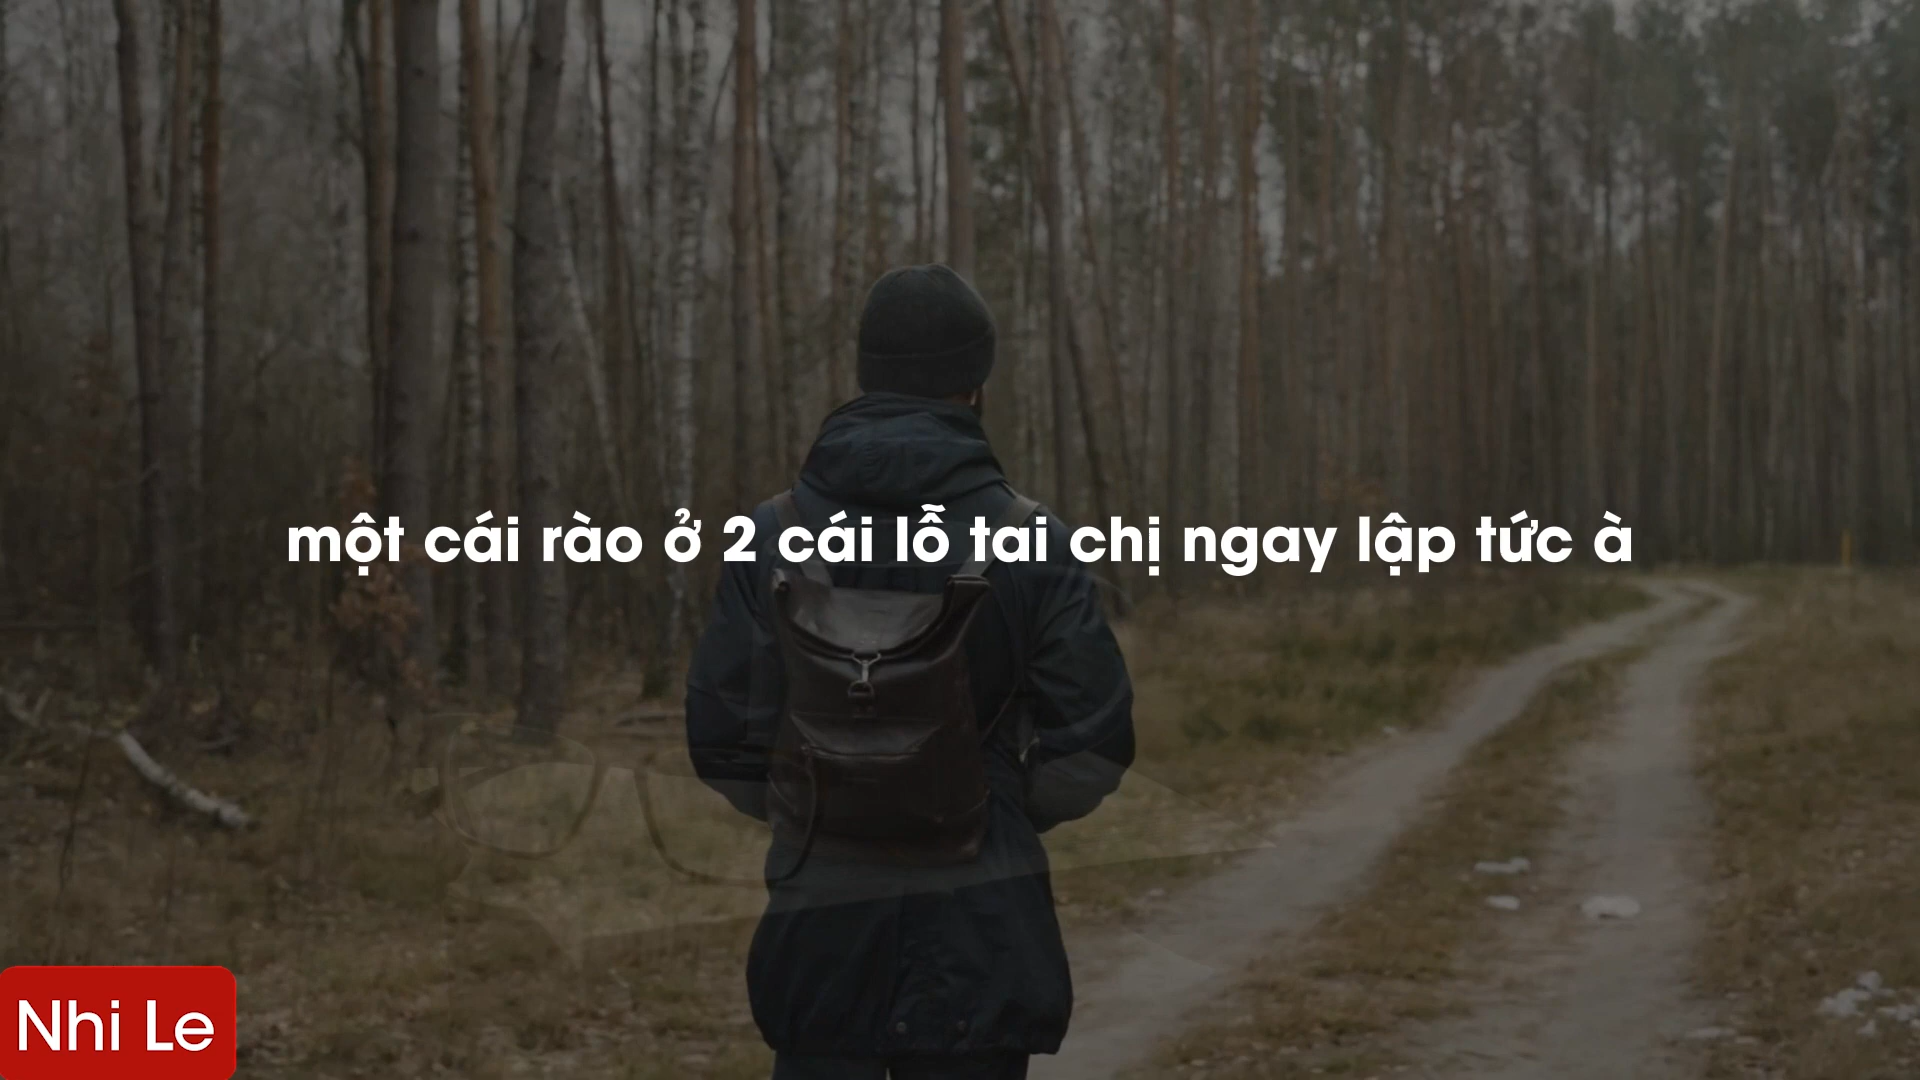 một cái rào ở 2 cái lỗ tai chị ngay lập tức à
Nhi Le